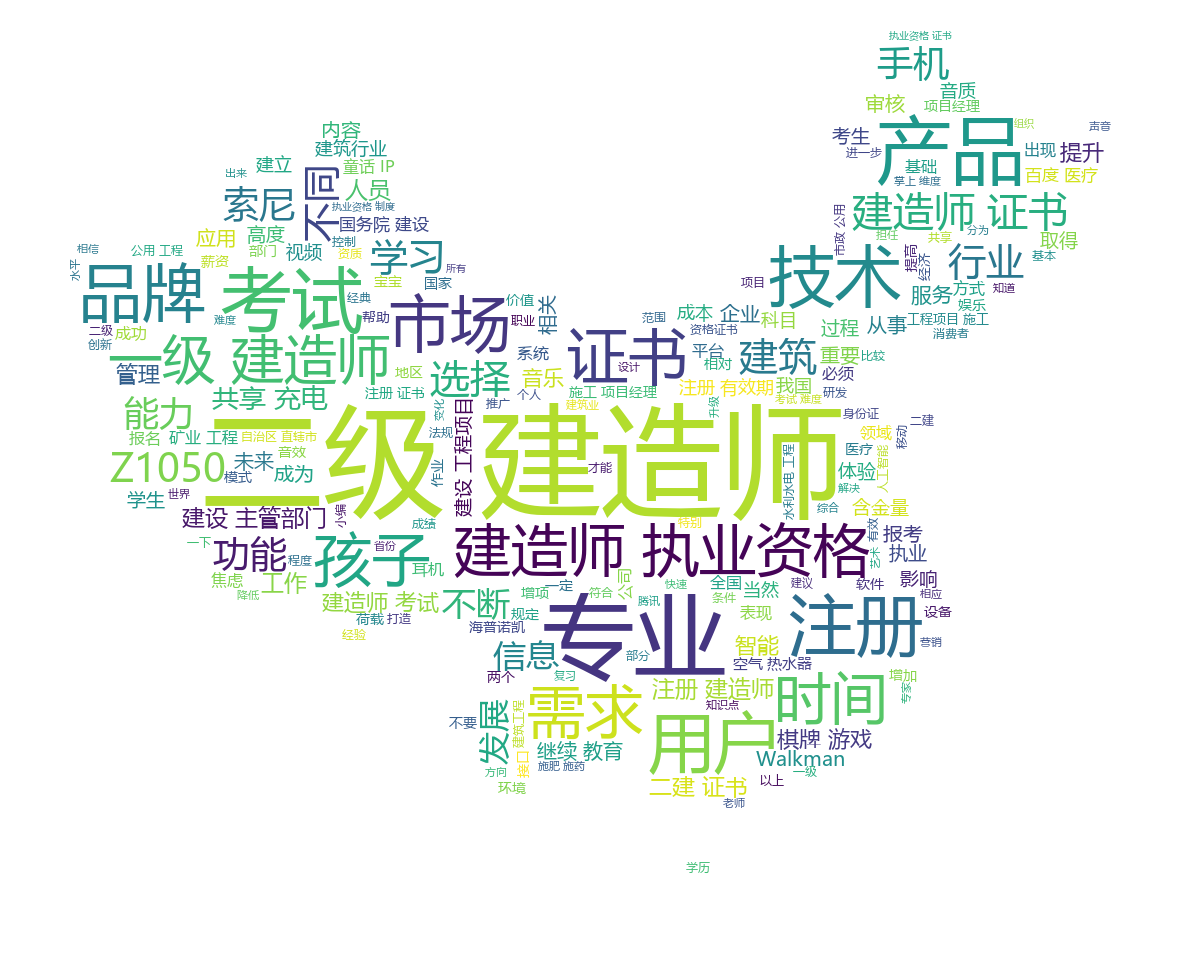 执业资格 证书
手机
音质
审核
项目经理
产品
组织
声音
考生
进一步
出现
提升
基础
百度 医疗
掌上 维度
建造师 证书
市政 公用
担任
共享
分为
取得
提高
经济
行业
基本
技术
项目
服务
方式
知道
娱乐
从事
工程项目 施工
消费者
内容
建筑行业
建立
童话 IP
出来
不同
人员
索尼
执业资格 制度
国务院 建设
应用
高度
控制
相信
公用 工程
部门
视频
资质
学习
水平
薪资
宝宝
国家
所有
品牌
考试
经典
市场
价值
相关
范围
成本
企业
科目
二级
成功
难度
帮助
职业
资格证书
过程
创新
一级 建造师
系统
证书
平台
建筑
重要
比较
管理
地区
选择
音乐
设计
相对
必须
共享 充电
注册 证书
个人
施工 项目经理
注册 有效期
我国
研发
能力
变化
推广
建筑业
升级
考试 难度
身份证
二建
报名
矿业 工程
自治区 直辖市
法规
二级 建造师
领域
移动
音效
Z1050
未来
成为
模式
作业
建设 工程项目
才能
水利水电 工程
医疗
人工智能
体验
解决
学生
世界
建设 主管部门
小编
成绩
特别
综合
含金量
有效
报考
一下
功能
程度
孩子
省份
耳机
建造师 执业资格
艺术
执业
焦虑
工作
增项
一定
符合
公司
快速
全国
当然
建议
软件
影响
降低
建造师 考试
不断
规定
腾讯
条件
相应
荷载
打造
海普诺凯
专业
表现
注册
设备
经验
信息
部分
智能
营销
空气 热水器
两个
复习
注册 建造师
时间
增加
专家
发展
建筑工程
需求
知识点
不要
用户
棋牌 游戏
接口
继续 教育
Walkman
方向
施肥 施药
一级
环境
二建 证书
以上
老师
学历